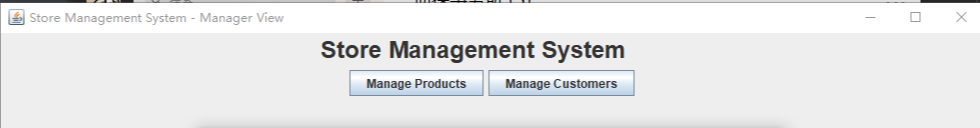 Store Management System - Manager View
Store Management System
Manage Products Manage Customers